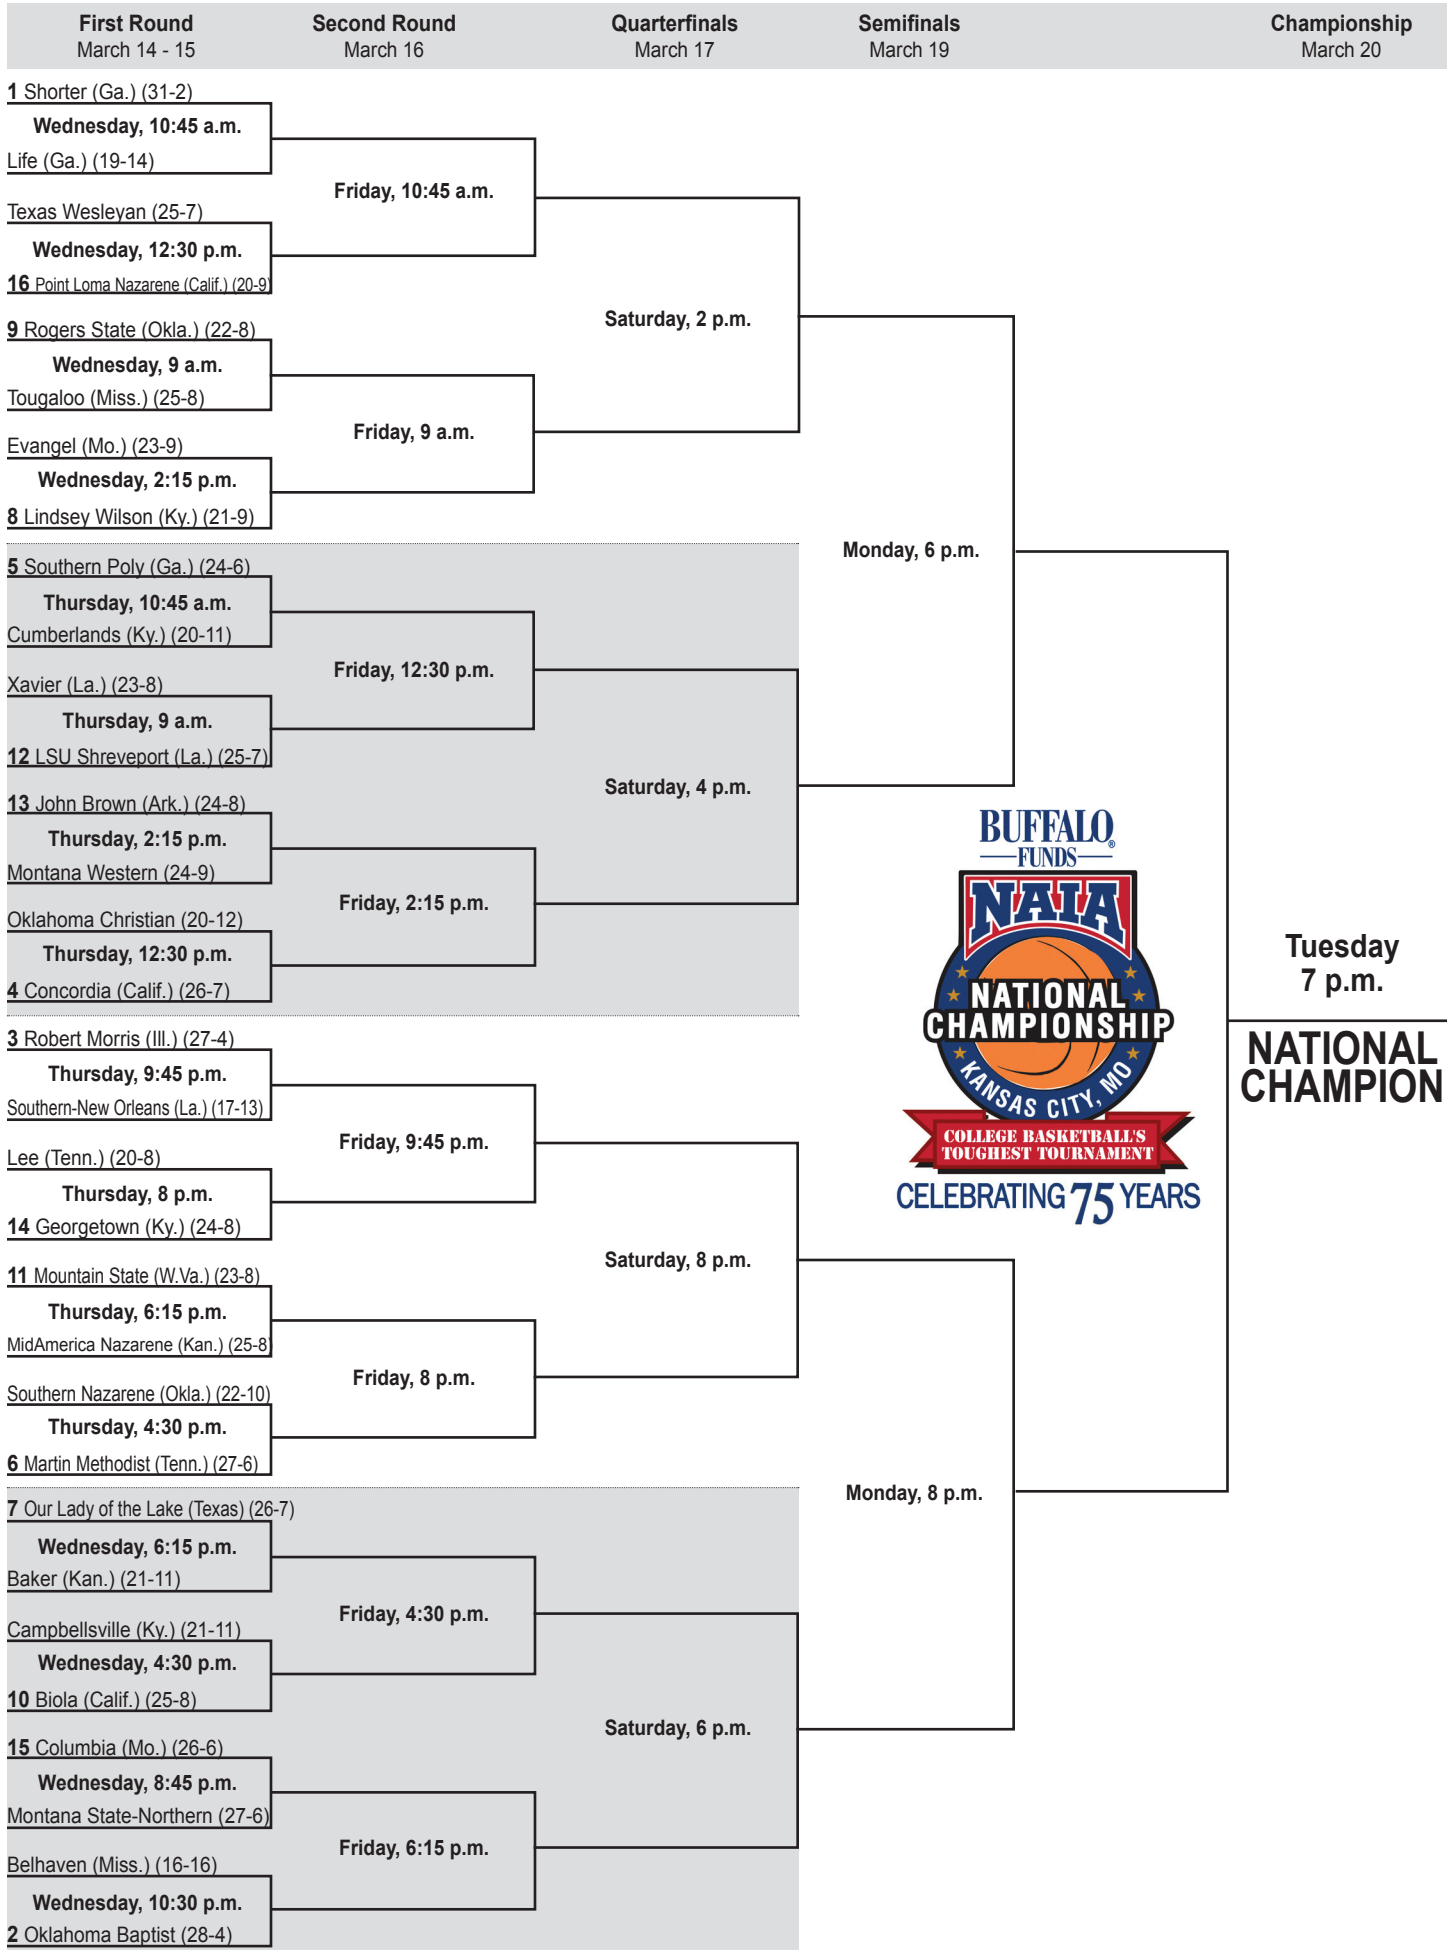 First Round
March 14 - 15
Second Round
March 16
Quarterfinals
March 17
Semifinals
March 19
Championship
March 20
1 Shorter (Ga.) (31-2)
Wednesday, 10:45 a.m.
Life (Ga.) (19-14)
Friday, 10:45 a.m.
Texas Wesleyan (25-7)
Wednesday, 12:30 p.m.
16 Point Loma Nazarene (Calif.) (20-9)
Saturday, 2 p.m.
9 Rogers State (Okla.) (22-8)
Wednesday, 9 a.m.
Tougaloo (Miss.) (25-8)
Friday, 9 a.m.
Evangel (Mo.) (23-9)
Wednesday, 2:15 p.m.
8 Lindsey Wilson (Ky.) (21-9)
Monday, 6 p.m.
5 Southern Poly (Ga.) (24-6)
Thursday, 10:45 a.m.
Cumberlands (Ky.) (20-11)
Friday, 12:30 p.m.
Xavier (La.) (23-8)
Thursday, 9 a.m.
12 LSU Shreveport (La.) (25-7)
Saturday, 4 p.m.
13 John Brown (Ark.) (24-8)
Thursday, 2:15 p.m.
Montana Western (24-9)
Friday, 2:15 p.m.
Oklahoma Christian (20-12)
Thursday, 12:30 p.m.
4 Concordia (Calif.) (26-7)
BUFFALO®
FUNDS
NAIA
NATIONAL
CHAMPIONSHIP
KANSAS CITY, MO
COLLEGE BASKETBALL'S
TOUGHEST TOURNAMENT
CELEBRATING 75 YEARS
Tuesday
7 p.m.
NATIONAL
CHAMPION
3 Robert Morris (Ill.) (27-4)
Thursday, 9:45 p.m.
Southern-New Orleans (La.) (17-13)
Friday, 9:45 p.m.
Lee (Tenn.) (20-8)
Thursday, 8 p.m.
14 Georgetown (Ky.) (24-8)
Saturday, 8 p.m.
11 Mountain State (W.Va.) (23-8)
Thursday, 6:15 p.m.
MidAmerica Nazarene (Kan.) (25-8)
Friday, 8 p.m.
Southern Nazarene (Okla.) (22-10)
Thursday, 4:30 p.m.
6 Martin Methodist (Tenn.) (27-6)
Monday, 8 p.m.
7 Our Lady of the Lake (Texas) (26-7)
Wednesday, 6:15 p.m.
Baker (Kan.) (21-11)
Friday, 4:30 p.m.
Campbellsville (Ky.) (21-11)
Wednesday, 4:30 p.m.
10 Biola (Calif.) (25-8)
Saturday, 6 p.m.
15 Columbia (Mo.) (26-6)
Wednesday, 8:45 p.m.
Montana State-Northern (27-6)
Friday, 6:15 p.m.
Belhaven (Miss.) (16-16)
Wednesday, 10:30 p.m.
2 Oklahoma Baptist (28-4)